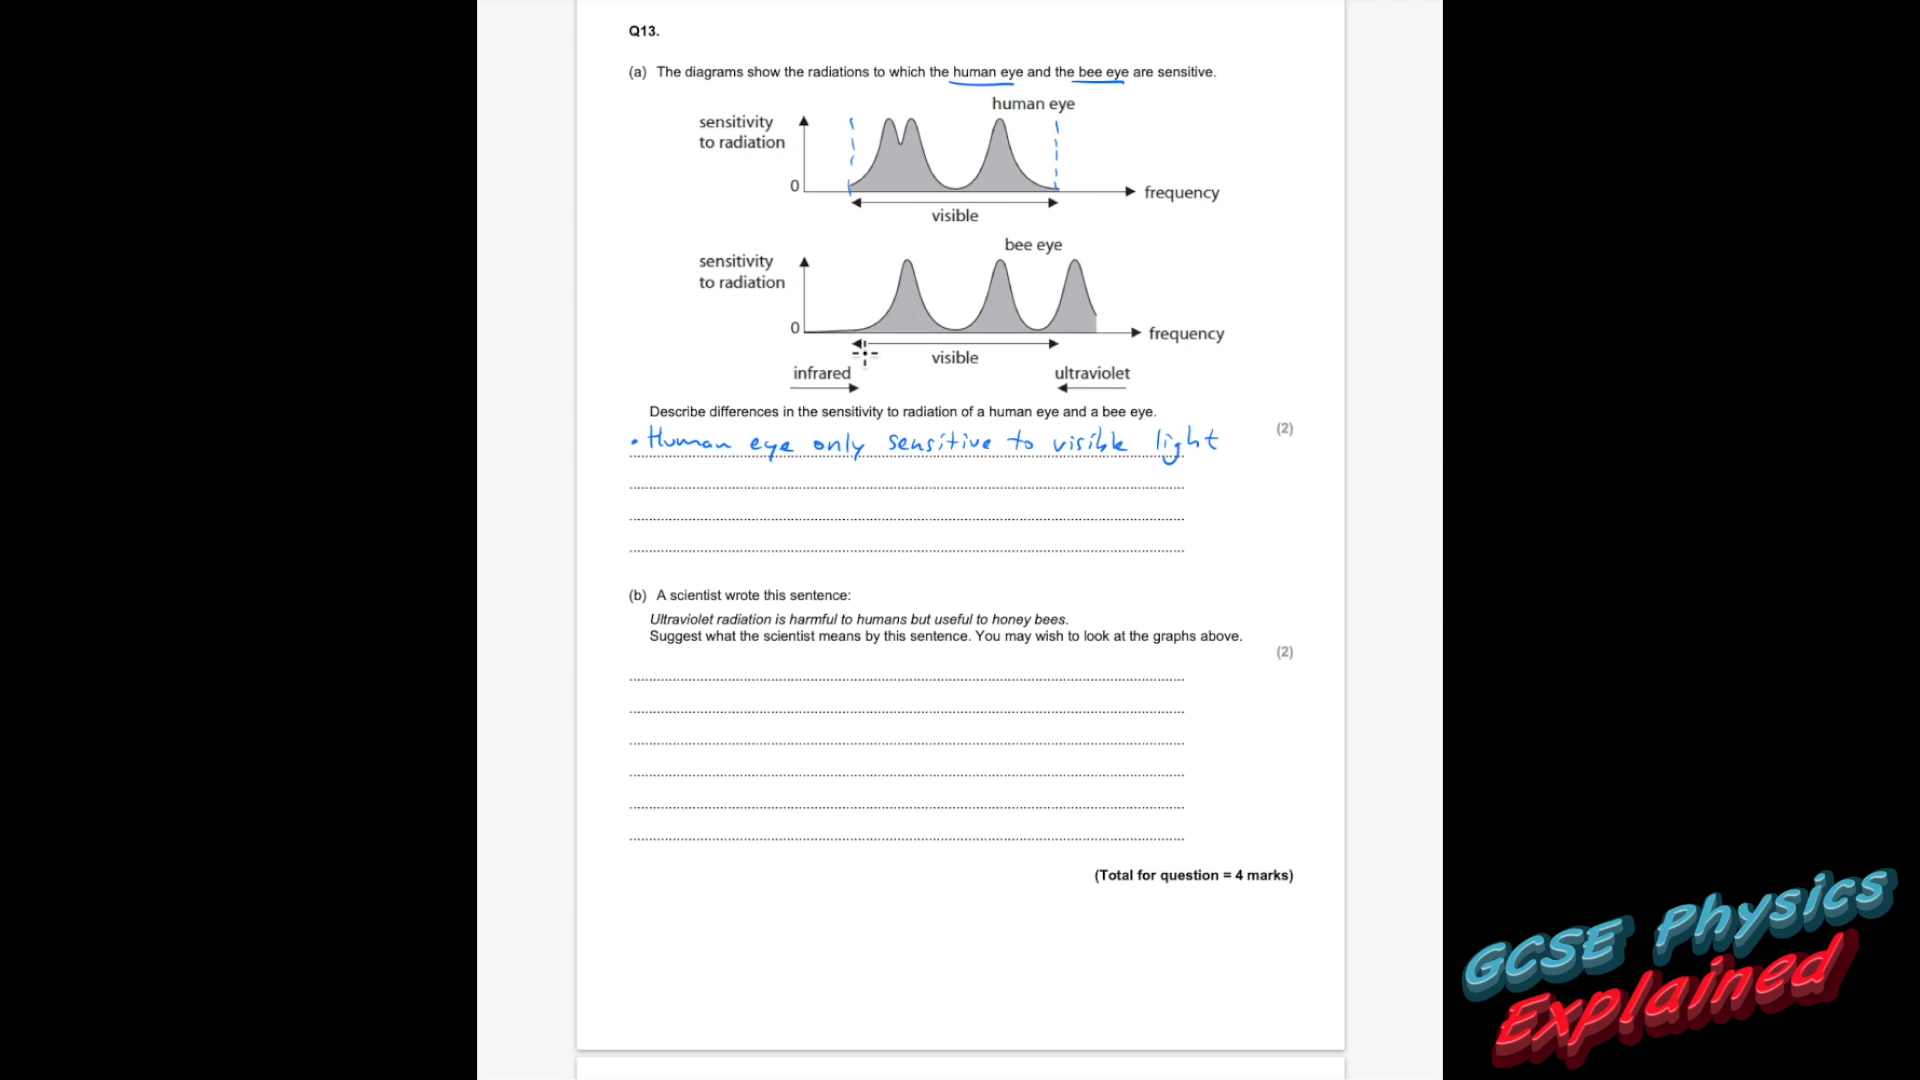 Q13.
(a) The diagrams show the radiations to which the human eye and the bee eye are sensitive.
human eye
sensitivity
to radiation
0
frequency
visible
bee eye
sensitivity
to radiation
0
frequency
visible
infrared
ultraviolet
Describe differences in the sensitivity to radiation of a human eye and a bee eye.
(2)
• Human eye only sensitive to visible light
(b) A scientist wrote this sentence:
Ultraviolet radiation is harmful to humans but useful to honey bees.
Suggest what the scientist means by this sentence. You may wish to look at the graphs above.
(2)
(Total for question = 4 marks)
GCSE Physics
Explained